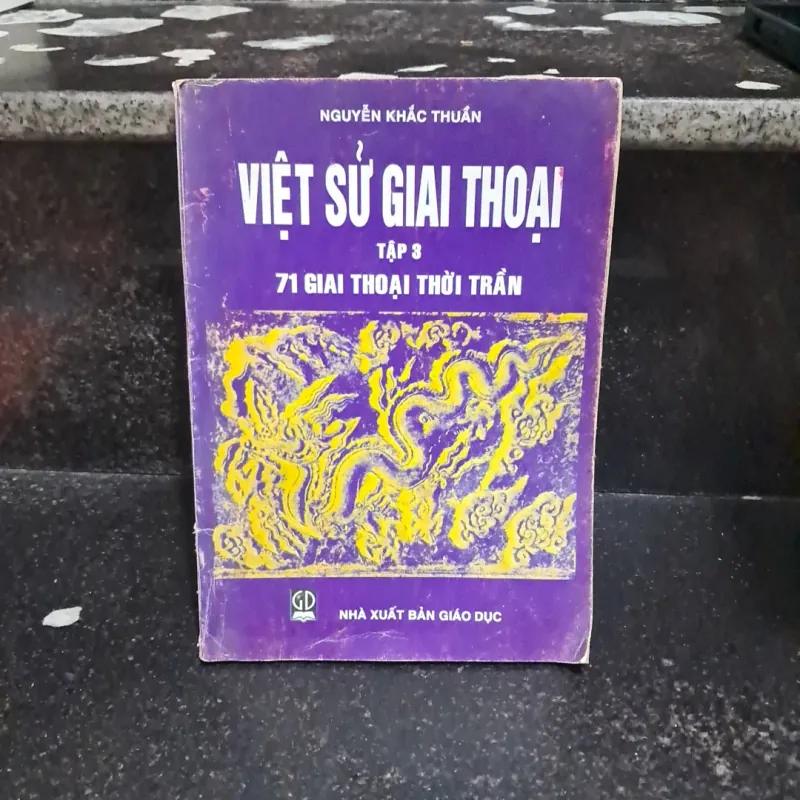 NGUYỄN KHẮC THUẦN
VIỆT SỬ GIAI THOẠI
TẬP 3
71 GIAI THOẠI THỜI TRẦN
GD
NHÀ XUẤT BẢN GIÁO DỤC